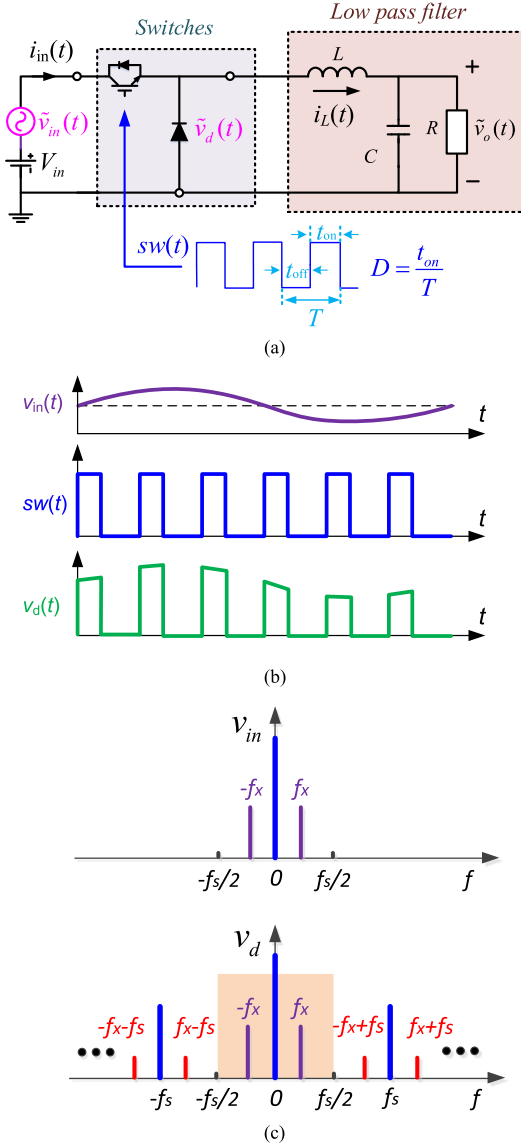 Switches
Low pass filter
i_in(t)
L
i_L(t)
ṽ_in(t)
ṽ_d(t)
+
R
ṽ_o(t)
C
V_in
+
-
−
sw(t)
t_on
t_off
T
D = t_on/T
(a)
v_in(t)
t
sw(t)
t
v_d(t)
t
(b)
v_in
-f_x
f_x
-f_s/2
0
f_s/2
f
v_d
-f_x-f_s
f_x-f_s
-f_x
f_x
-f_x+f_s
f_x+f_s
-f_s
-f_s/2
0
f_s/2
f_s
f
(c)